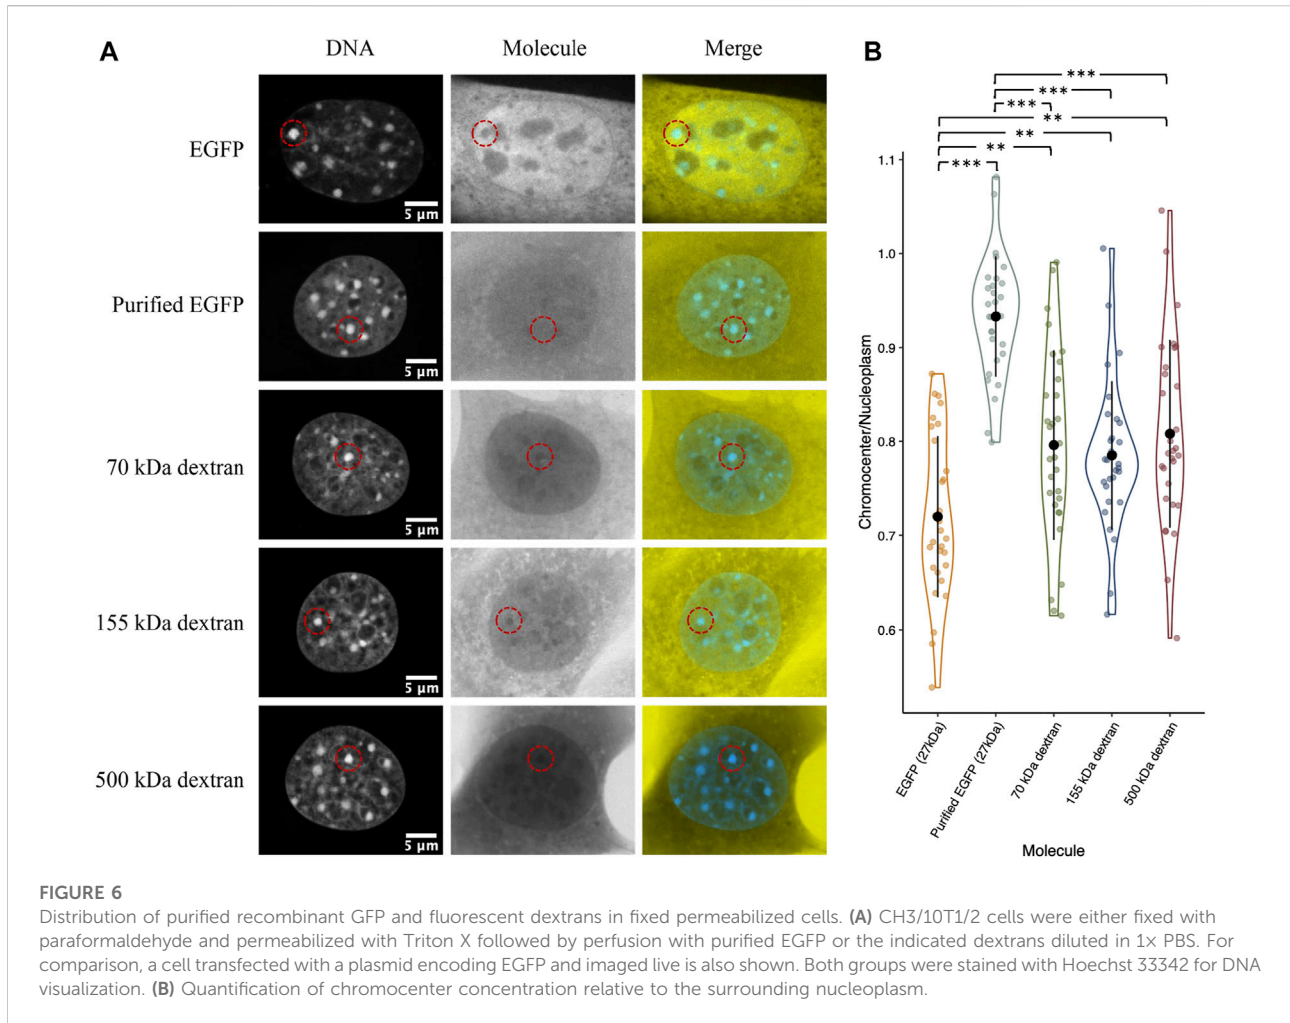 A
DNA
Molecule
Merge
EGFP
5 µm
Purified EGFP
5 µm
70 kDa dextran
5 µm
155 kDa dextran
5 µm
500 kDa dextran
5 µm
B
***
***
***
**
**
**
***
Chromocenter/Nucleoplasm
1.1
1.0
0.9
0.8
0.7
0.6
EGFP (27kDa)
Purified EGFP (27kDa)
70 kDa dextran
155 kDa dextran
500 kDa dextran
Molecule
FIGURE 6
Distribution of purified recombinant GFP and fluorescent dextrans in fixed permeabilized cells. (A) CH3/10T1/2 cells were either fixed with
paraformaldehyde and permeabilized with Triton X followed by perfusion with purified EGFP or the indicated dextrans diluted in 1× PBS. For
comparison, a cell transfected with a plasmid encoding EGFP and imaged live is also shown. Both groups were stained with Hoechst 33342 for DNA
visualization. (B) Quantification of chromocenter concentration relative to the surrounding nucleoplasm.